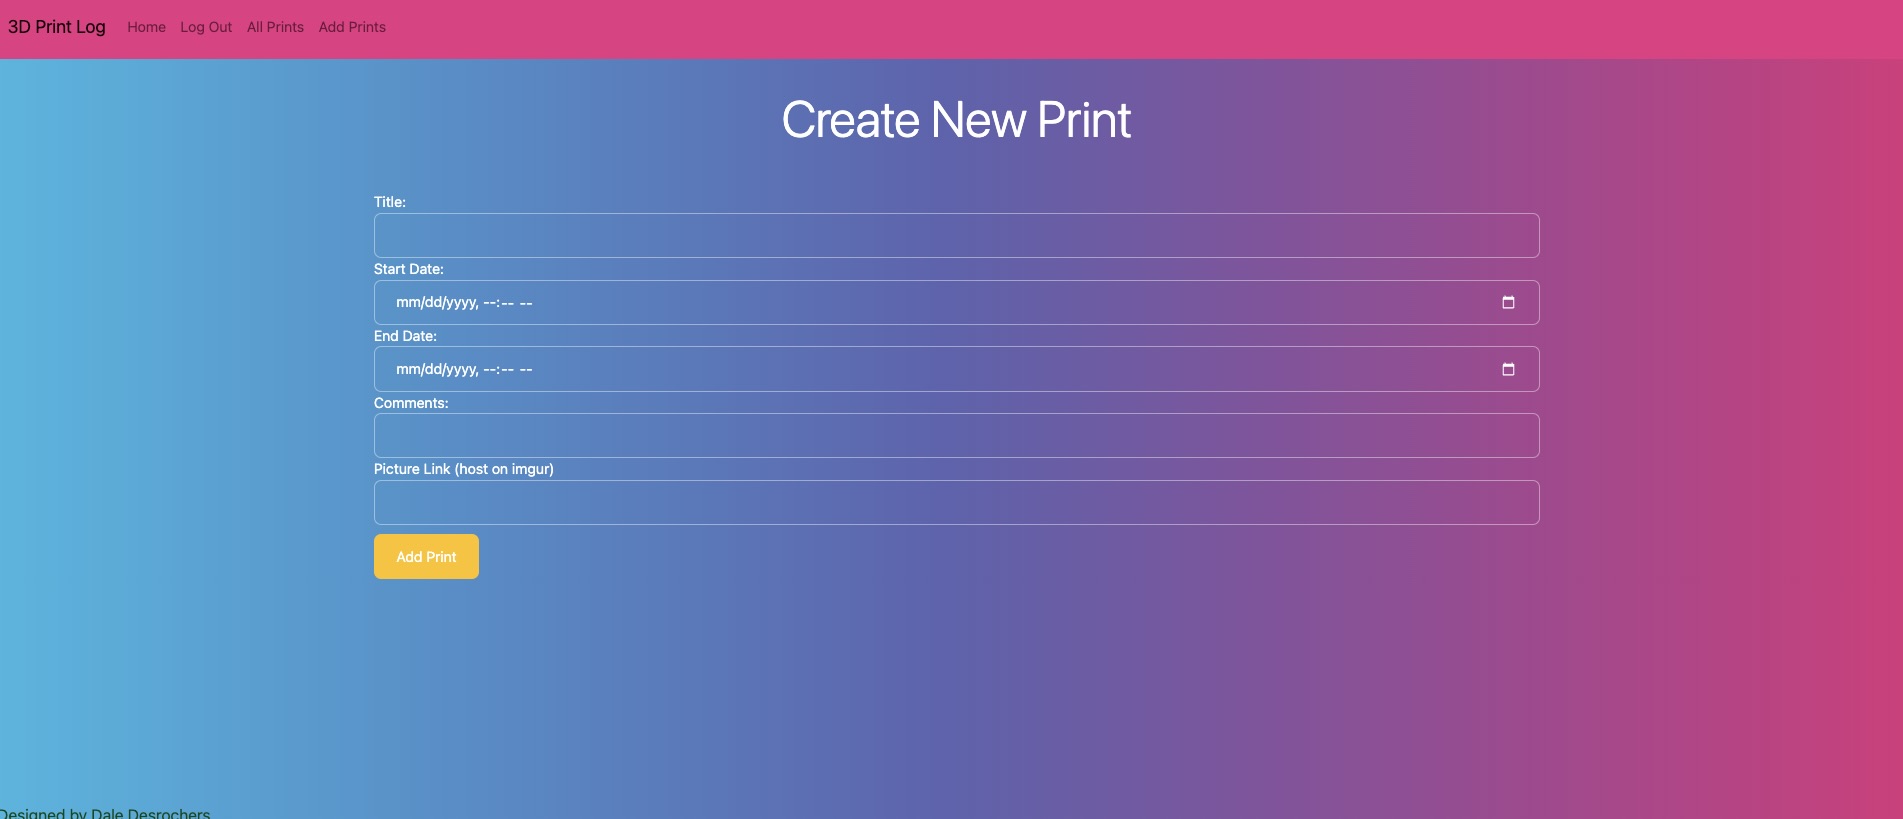 3D Print Log Home Log Out All Prints Add Prints
Create New Print
Title:
Start Date:
mm/dd/yyyy, --:-- --
End Date:
mm/dd/yyyy, --:-- --
Comments:
Picture Link (host on imgur)
Add Print
Designed by Dale Desrochers